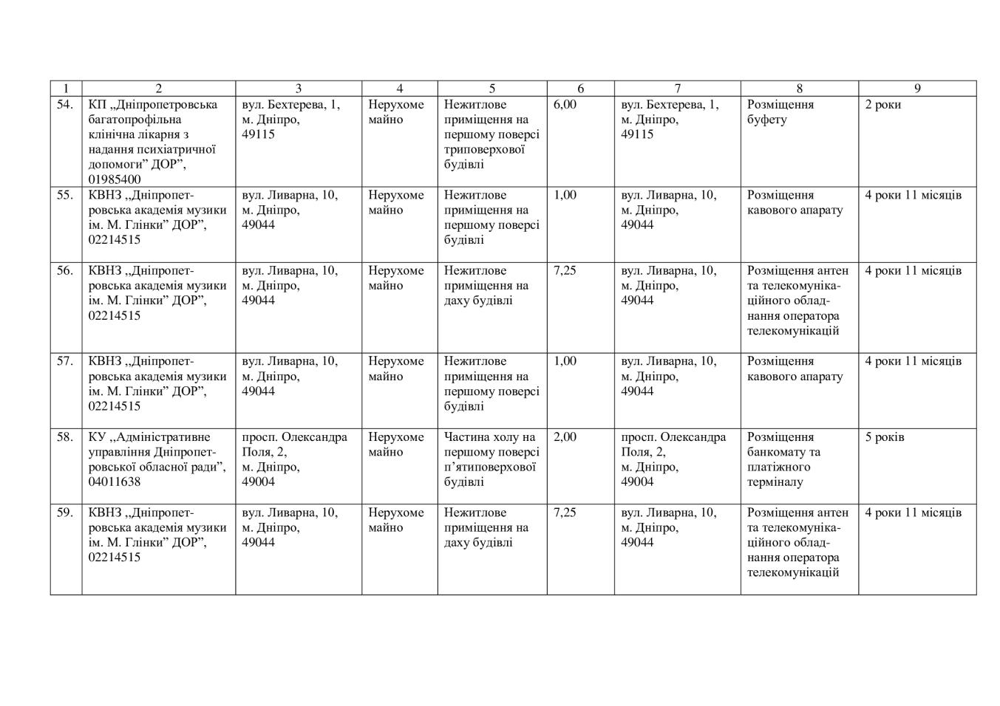 1 2 3 4 5 6 7 8 9
54. КП „Дніпропетровська
багатопрофільна
клінічна лікарня з
надання психіатричної
допомоги” ДОР”,
01985400
вул. Бехтерева, 1,
м. Дніпро,
49115
Нерухоме
майно
Нежитлове
приміщення на
першому поверсі
триповерхової
будівлі
6,00
вул. Бехтерева, 1,
м. Дніпро,
49115
Розміщення
буфету
2 роки
55. КВНЗ „Дніпропет-
ровська академія музики
ім. М. Глінки” ДОР”,
02214515
вул. Ливарна, 10,
м. Дніпро,
49044
Нерухоме
майно
Нежитлове
приміщення на
першому поверсі
будівлі
1,00
вул. Ливарна, 10,
м. Дніпро,
49044
Розміщення
кавового апарату
4 роки 11 місяців
56. КВНЗ „Дніпропет-
ровська академія музики
ім. М. Глінки” ДОР”,
02214515
вул. Ливарна, 10,
м. Дніпро,
49044
Нерухоме
майно
Нежитлове
приміщення на
даху будівлі
7,25
вул. Ливарна, 10,
м. Дніпро,
49044
Розміщення антен
та телекомуніка-
ційного облад-
нання оператора
телекомунікацій
4 роки 11 місяців
57. КВНЗ „Дніпропет-
ровська академія музики
ім. М. Глінки” ДОР”,
02214515
вул. Ливарна, 10,
м. Дніпро,
49044
Нерухоме
майно
Нежитлове
приміщення на
першому поверсі
будівлі
1,00
вул. Ливарна, 10,
м. Дніпро,
49044
Розміщення
кавового апарату
4 роки 11 місяців
58. КУ „Адміністративне
управління Дніпропет-
ровської обласної ради”,
04011638
просп. Олександра
Поля, 2,
м. Дніпро,
49004
Нерухоме
майно
Частина холу на
першому поверсі
п’ятиповерхової
будівлі
2,00
просп. Олександра
Поля, 2,
м. Дніпро,
49004
Розміщення
банкомату та
платіжного
терміналу
5 років
59. КВНЗ „Дніпропет-
ровська академія музики
ім. М. Глінки” ДОР”,
02214515
вул. Ливарна, 10,
м. Дніпро,
49044
Нерухоме
майно
Нежитлове
приміщення на
даху будівлі
7,25
вул. Ливарна, 10,
м. Дніпро,
49044
Розміщення антен
та телекомуніка-
ційного облад-
нання оператора
телекомунікацій
4 роки 11 місяців